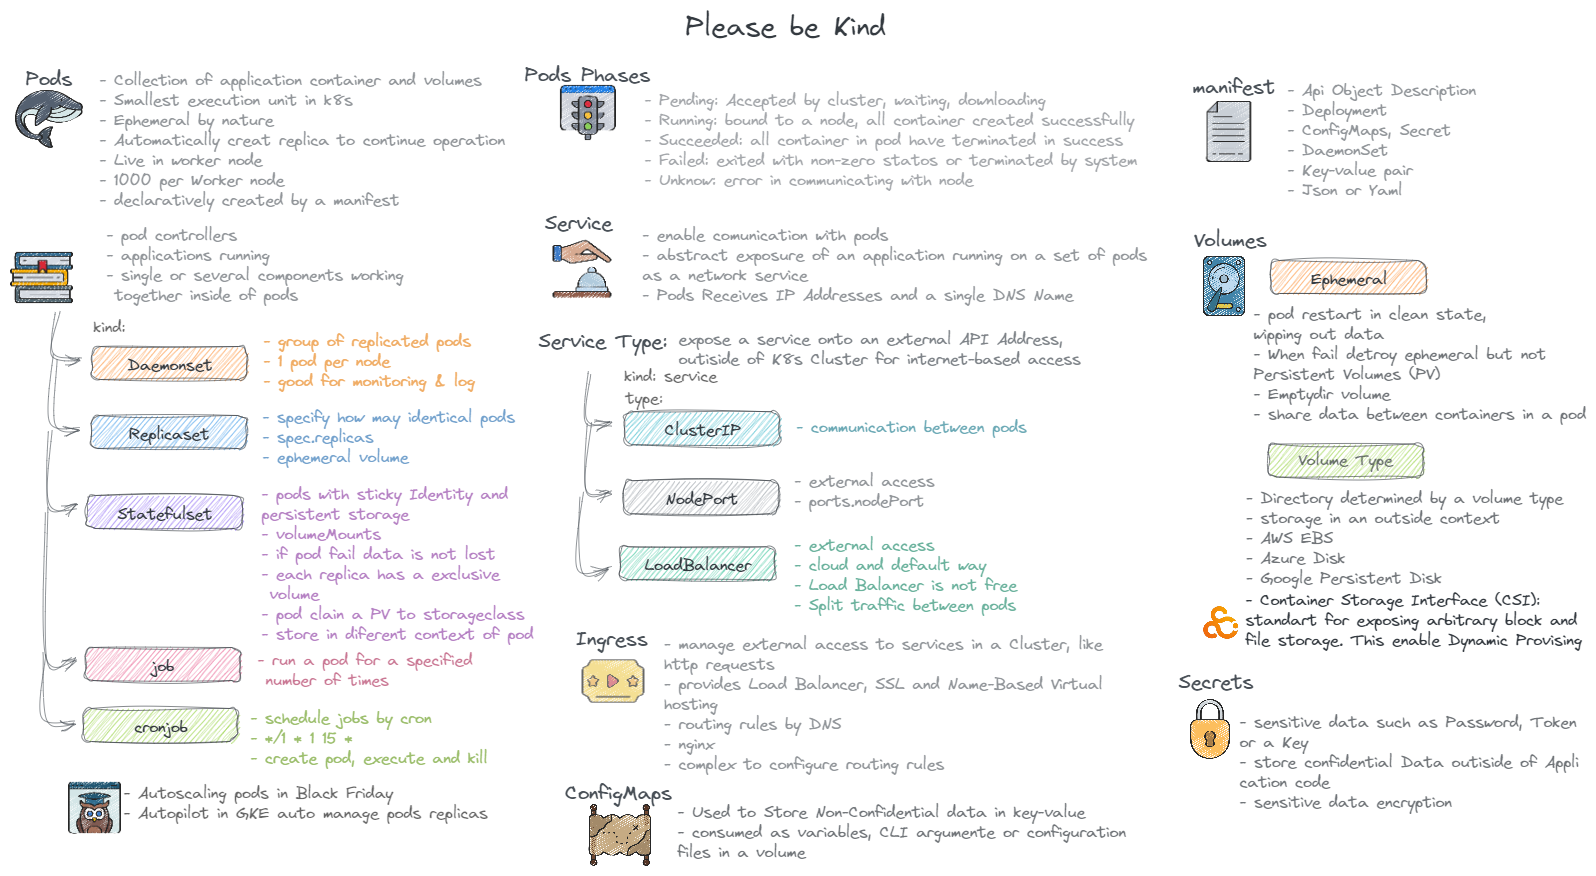 Please be Kind
Pods
- Collection of application container and volumes
- Smallest execution unit in k8s
- Ephemeral by nature
- Automatically creat replica to continue operation
- Live in worker node
- 1000 per Worker node
- declaratively created by a manifest
- pod controllers
- applications running
- single or several components working
together inside of pods
kind:
Daemonset
- group of replicated pods
- 1 pod per node
- good for monitoring & log
Replicaset
- specify how may identical pods
- spec.replicas
- ephemeral volume
Statefulset
- pods with sticky Identity and
persistent storage
- volumeMounts
- if pod fail data is not lost
- each replica has a exclusive
volume
- pod clain a PV to storageclass
- store in diferent context of pod
job
- run a pod for a specified
number of times
cronjob
- schedule jobs by cron
- */1 * 1 15 *
- create pod, execute and kill
- Autoscaling pods in Black Friday
- Autopilot in GKE auto manage pods replicas
Pods Phases
- Pending: Accepted by cluster, waiting, downloading
- Running: bound to a node, all container created successfully
- Succeeded: all container in pod have terminated in success
- Failed: exited with non-zero statos or terminated by system
- Unknow: error in communicating with node
Service
- enable comunication with pods
- abstract exposure of an application running on a set of pods
as a network service
- Pods Receives IP Addresses and a single DNS Name
Service Type:
expose a service onto an external API Address,
outiside of K8s Cluster for internet-based access
kind: service
type:
ClusterIP
- communication between pods
NodePort
- external access
- ports.nodePort
LoadBalancer
- external access
- cloud and default way
- Load Balancer is not free
- Split traffic between pods
Ingress
- manage external access to services in a Cluster, like
http requests
- provides Load Balancer, SSL and Name-Based Virtual
hosting
- routing rules by DNS
- nginx
- complex to configure routing rules
ConfigMaps
- Used to Store Non-Confidential data in key-value
- consumed as variables, CLI argumente or configuration
files in a volume
manifest
- Api Object Description
- Deployment
- ConfigMaps, Secret
- DaemonSet
- Key-value pair
- Json or Yaml
Volumes
Ephemeral
- pod restart in clean state,
wipping out data
- When fail detroy ephemeral but not
Persistent Volumes (PV)
- Emptydir volume
- share data between containers in a pod
Volume Type
- Directory determined by a volume type
- storage in an outside context
- AWS EBS
- Azure Disk
- Google Persistent Disk
- Container Storage Interface (CSI):
standart for exposing arbitrary block and
file storage. This enable Dynamic Provising
Secrets
- sensitive data such as Password, Token
or a Key
- store confidential Data outiside of Appli
cation code
- sensitive data encryption